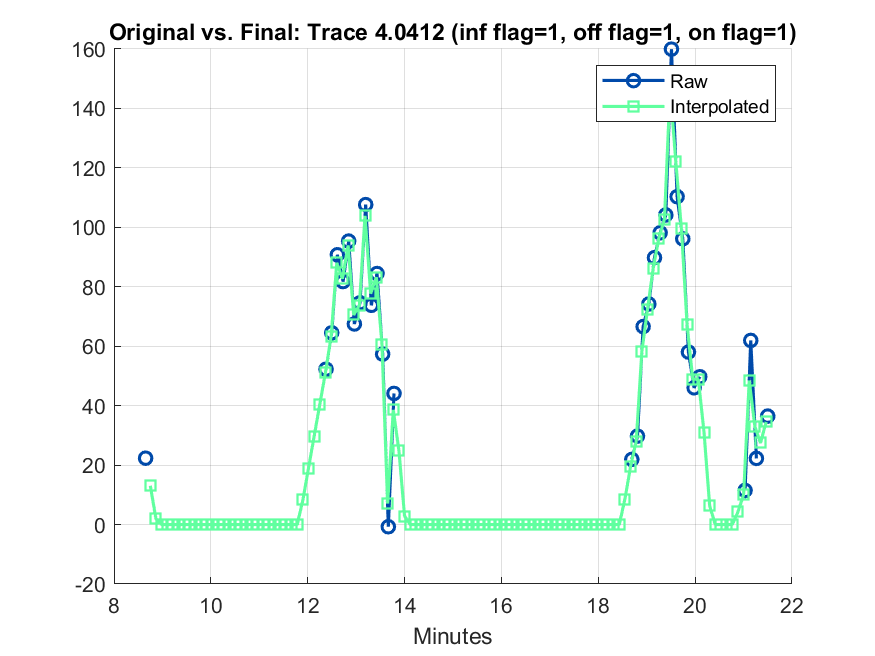 Original vs. Final: Trace 4.0412 (inf flag=1, off flag=1, on flag=1)
160
140
120
100
80
60
40
20
0
-20
Raw
Interpolated
8 10 12 14 16 18 20 22
Minutes